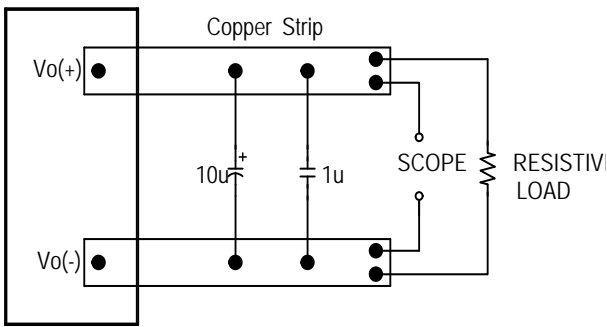 Copper Strip
Vo(+)
+
10u
1u
SCOPE
RESISTIVE
LOAD
Vo(-)